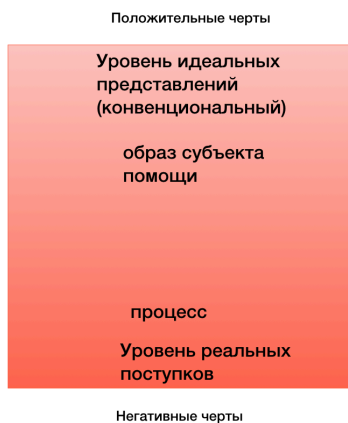 Положительные черты
Уровень идеальных
представлений
(конвенциональный)
образ субъекта
помощи
процесс
Уровень реальных
поступков
Негативные черты